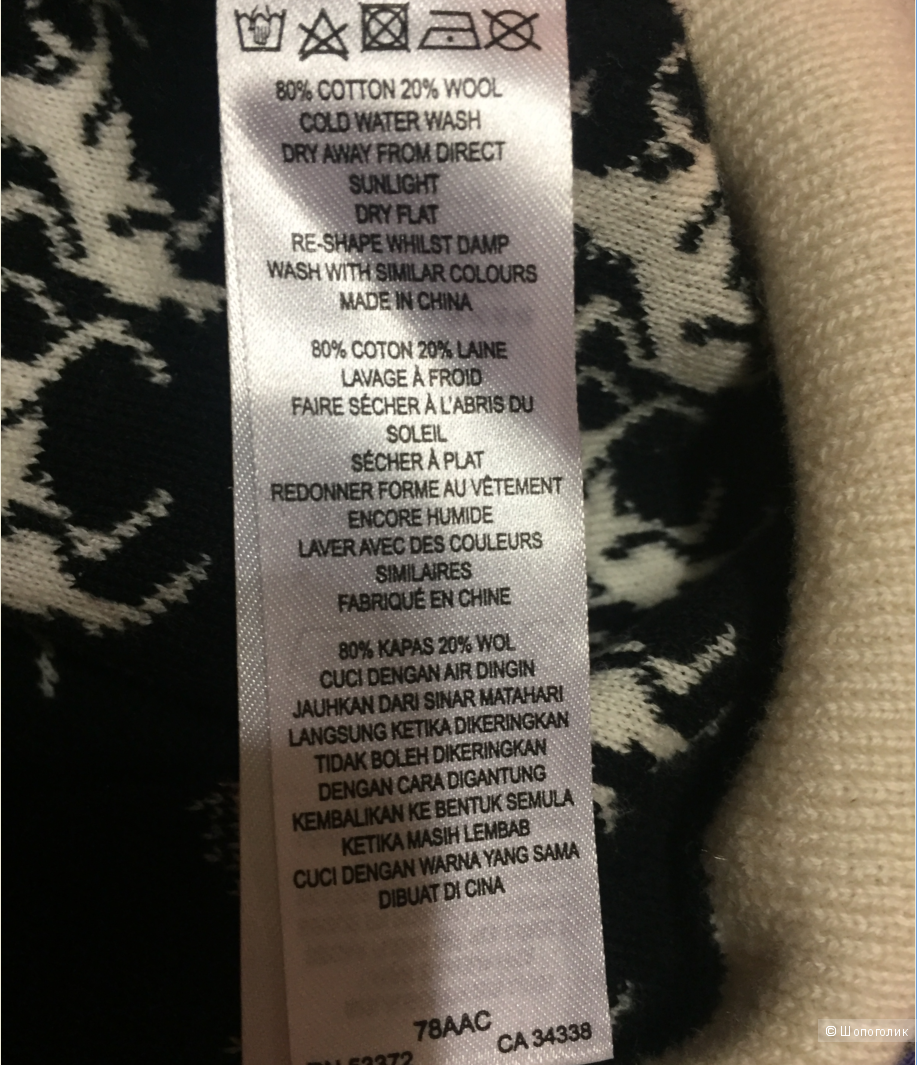 80% COTTON 20% WOOL
COLD WATER WASH
DRY AWAY FROM DIRECT
SUNLIGHT
DRY FLAT
RE-SHAPE WHILST DAMP
WASH WITH SIMILAR COLOURS
MADE IN CHINA
80% COTON 20% LAINE
LAVAGE À FROID
FAIRE SÉCHER À L'ABRIS DU
SOLEIL
SÉCHER À PLAT
REDONNER FORME AU VÊTEMENT
ENCORE HUMIDE
LAVER AVEC DES COULEURS
SIMILAIRES
FABRIQUÉ EN CHINE
80% KAPAS 20% WOL
CUCI DENGAN AIR DINGIN
JAUHKAN DARI SINAR MATAHARI
LANGSUNG KETIKA DIKERINGKAN
TIDAK BOLEH DIKERINGKAN
DENGAN CARA DIGANTUNG
KEMBALIKAN KE BENTUK SEMULA
KETIKA MASIH LEMBAB
CUCI DENGAN WARNA YANG SAMA
DIBUAT DI CINA
78AAC
CA 34338
© Шопоголик